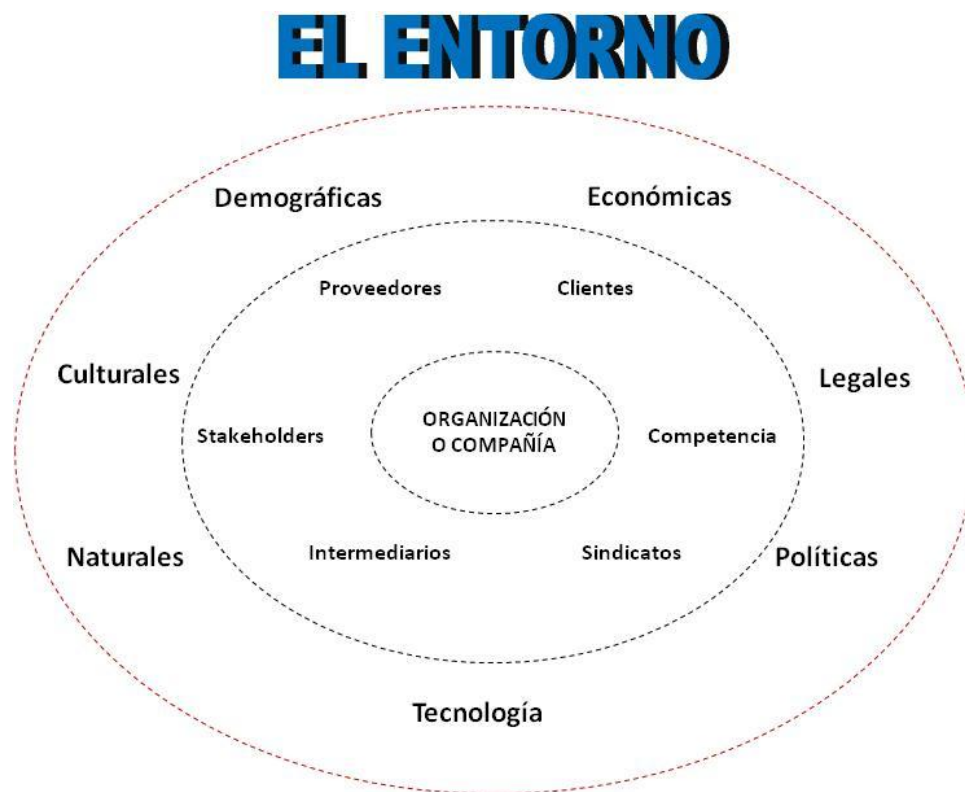 EL ENTORNO
Demográficas
Económicas
Proveedores
Clientes
Culturales
Legales
Stakeholders
ORGANIZACIÓN
O COMPAÑÍA
Competencia
Naturales
Intermediarios
Sindicatos
Políticas
Tecnología